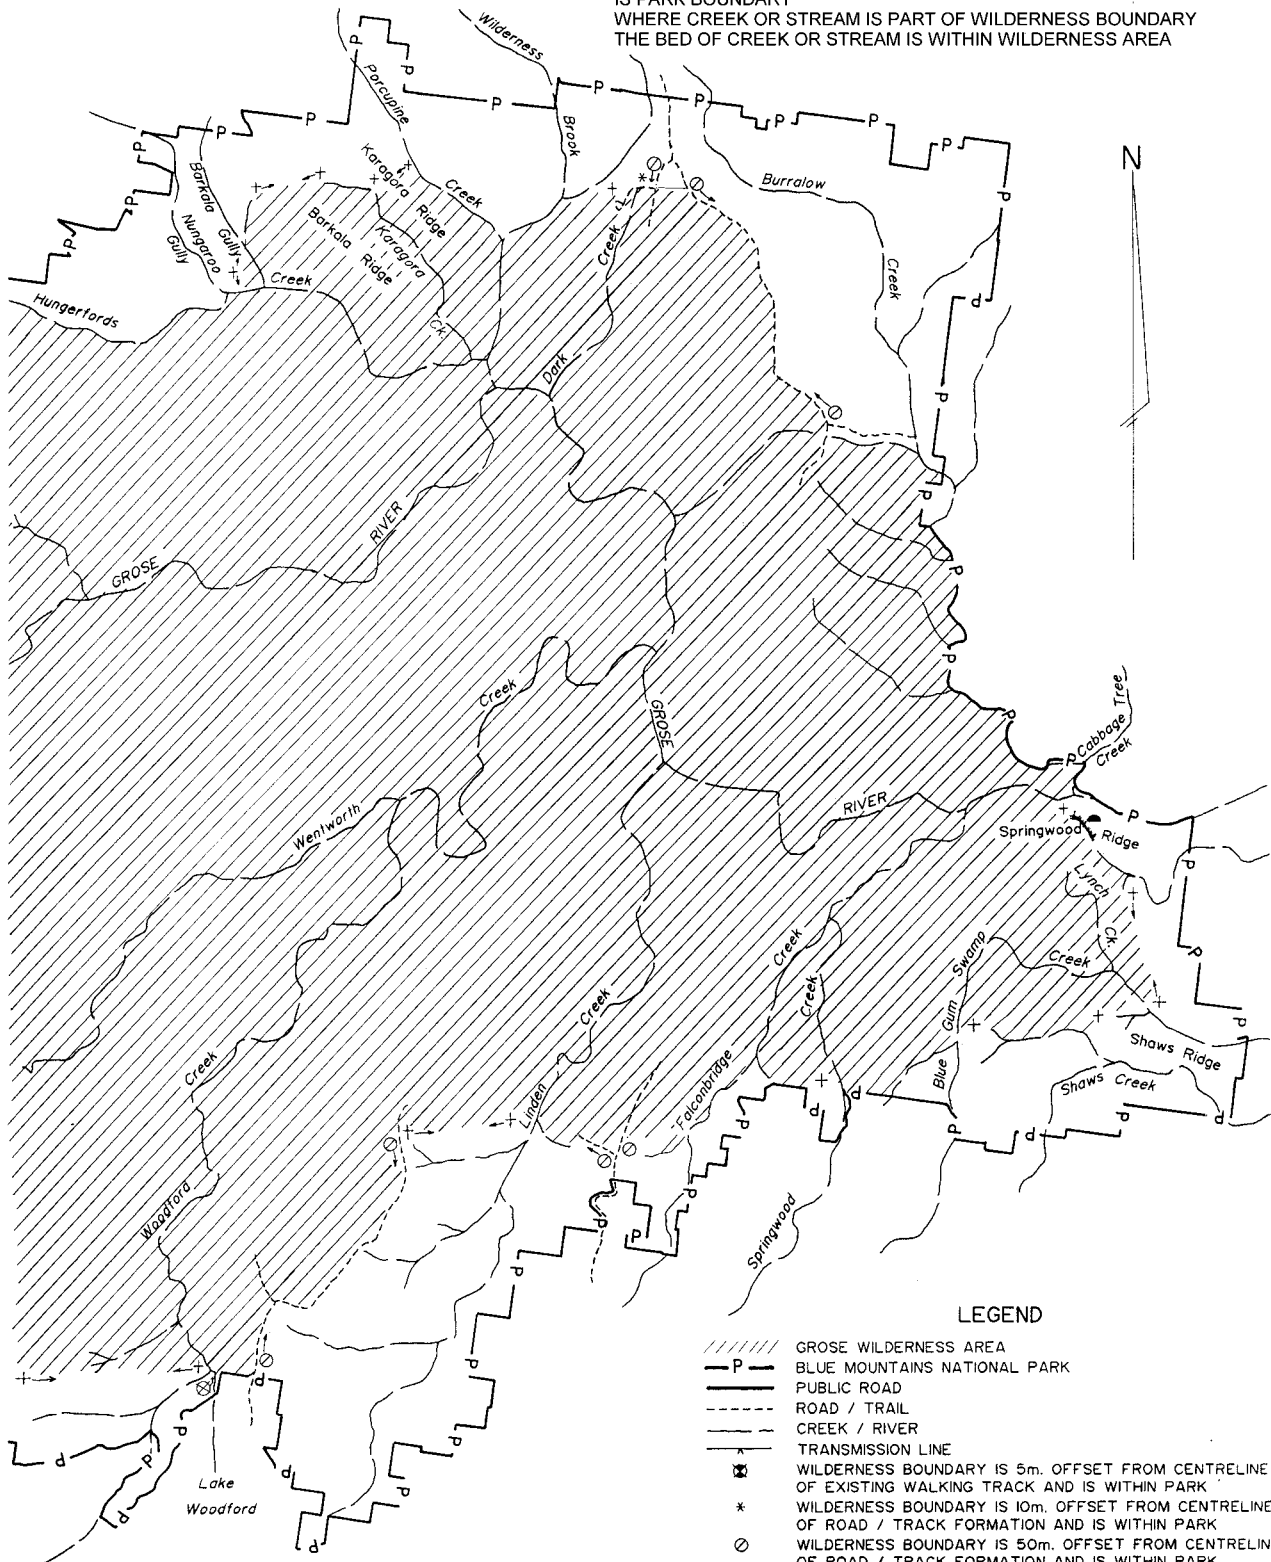 IS PARK BOUNDARY
WHERE CREEK OR STREAM IS PART OF WILDERNESS BOUNDARY
THE BED OF CREEK OR STREAM IS WITHIN WILDERNESS AREA
Wilderness
Brook
Porcupine
Creek
Karagora
Ridge
Burralow
Creek
N
Barkala
Gully
Nungaroo
Gully
Barkala
Ridge
Karagora
Ck.
Creek
Hungerfords
Creek
Dark
RIVER
GROSE
Creek
GROSE
Cabbage Tree
Creek
RIVER
Wentworth
Springwood
Ridge
Lynch
Ck.
Creek
Creek
Swamp
Creek
Gum
Blue
Creek
Shaws Ridge
Shaws Creek
Creek
Linden
Falconbridge
Woodford
Springwood
Lake
Woodford
LEGEND
GROSE WILDERNESS AREA
P BLUE MOUNTAINS NATIONAL PARK
PUBLIC ROAD
ROAD / TRAIL
CREEK / RIVER
TRANSMISSION LINE
WILDERNESS BOUNDARY IS 5m. OFFSET FROM CENTRELINE
OF EXISTING WALKING TRACK AND IS WITHIN PARK
* WILDERNESS BOUNDARY IS 10m. OFFSET FROM CENTRELINE
OF ROAD / TRACK FORMATION AND IS WITHIN PARK
WILDERNESS BOUNDARY IS 50m. OFFSET FROM CENTRELIN
OF ROAD / TRACK FORMATION AND IS WITHIN PARK